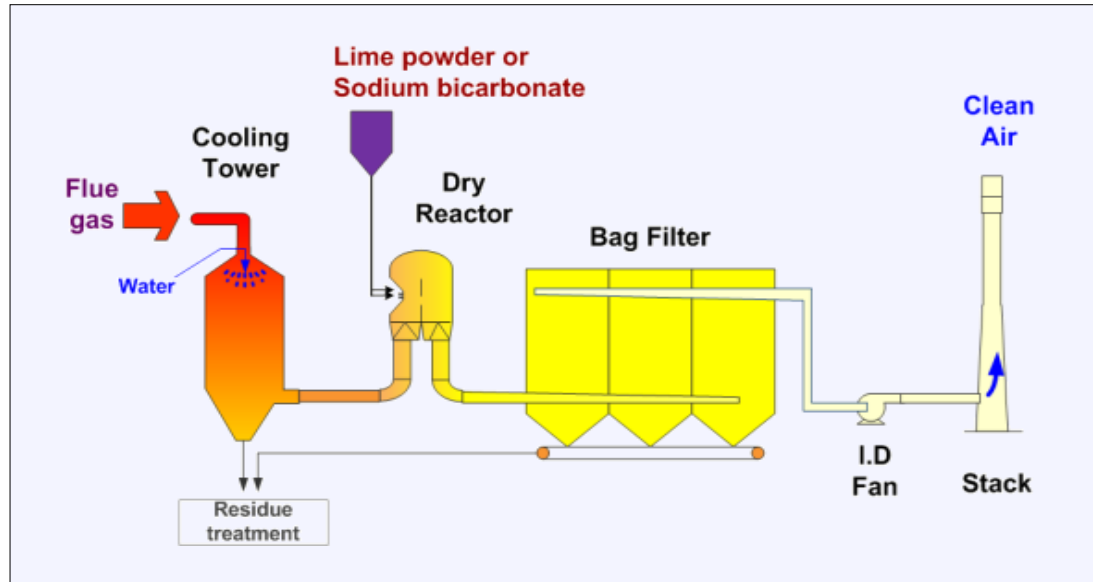 Lime powder or
Sodium bicarbonate
Cooling
Tower
Clean
Air
Flue
gas
Dry
Reactor
Bag Filter
Water
I.D
Fan
Stack
Residue
treatment